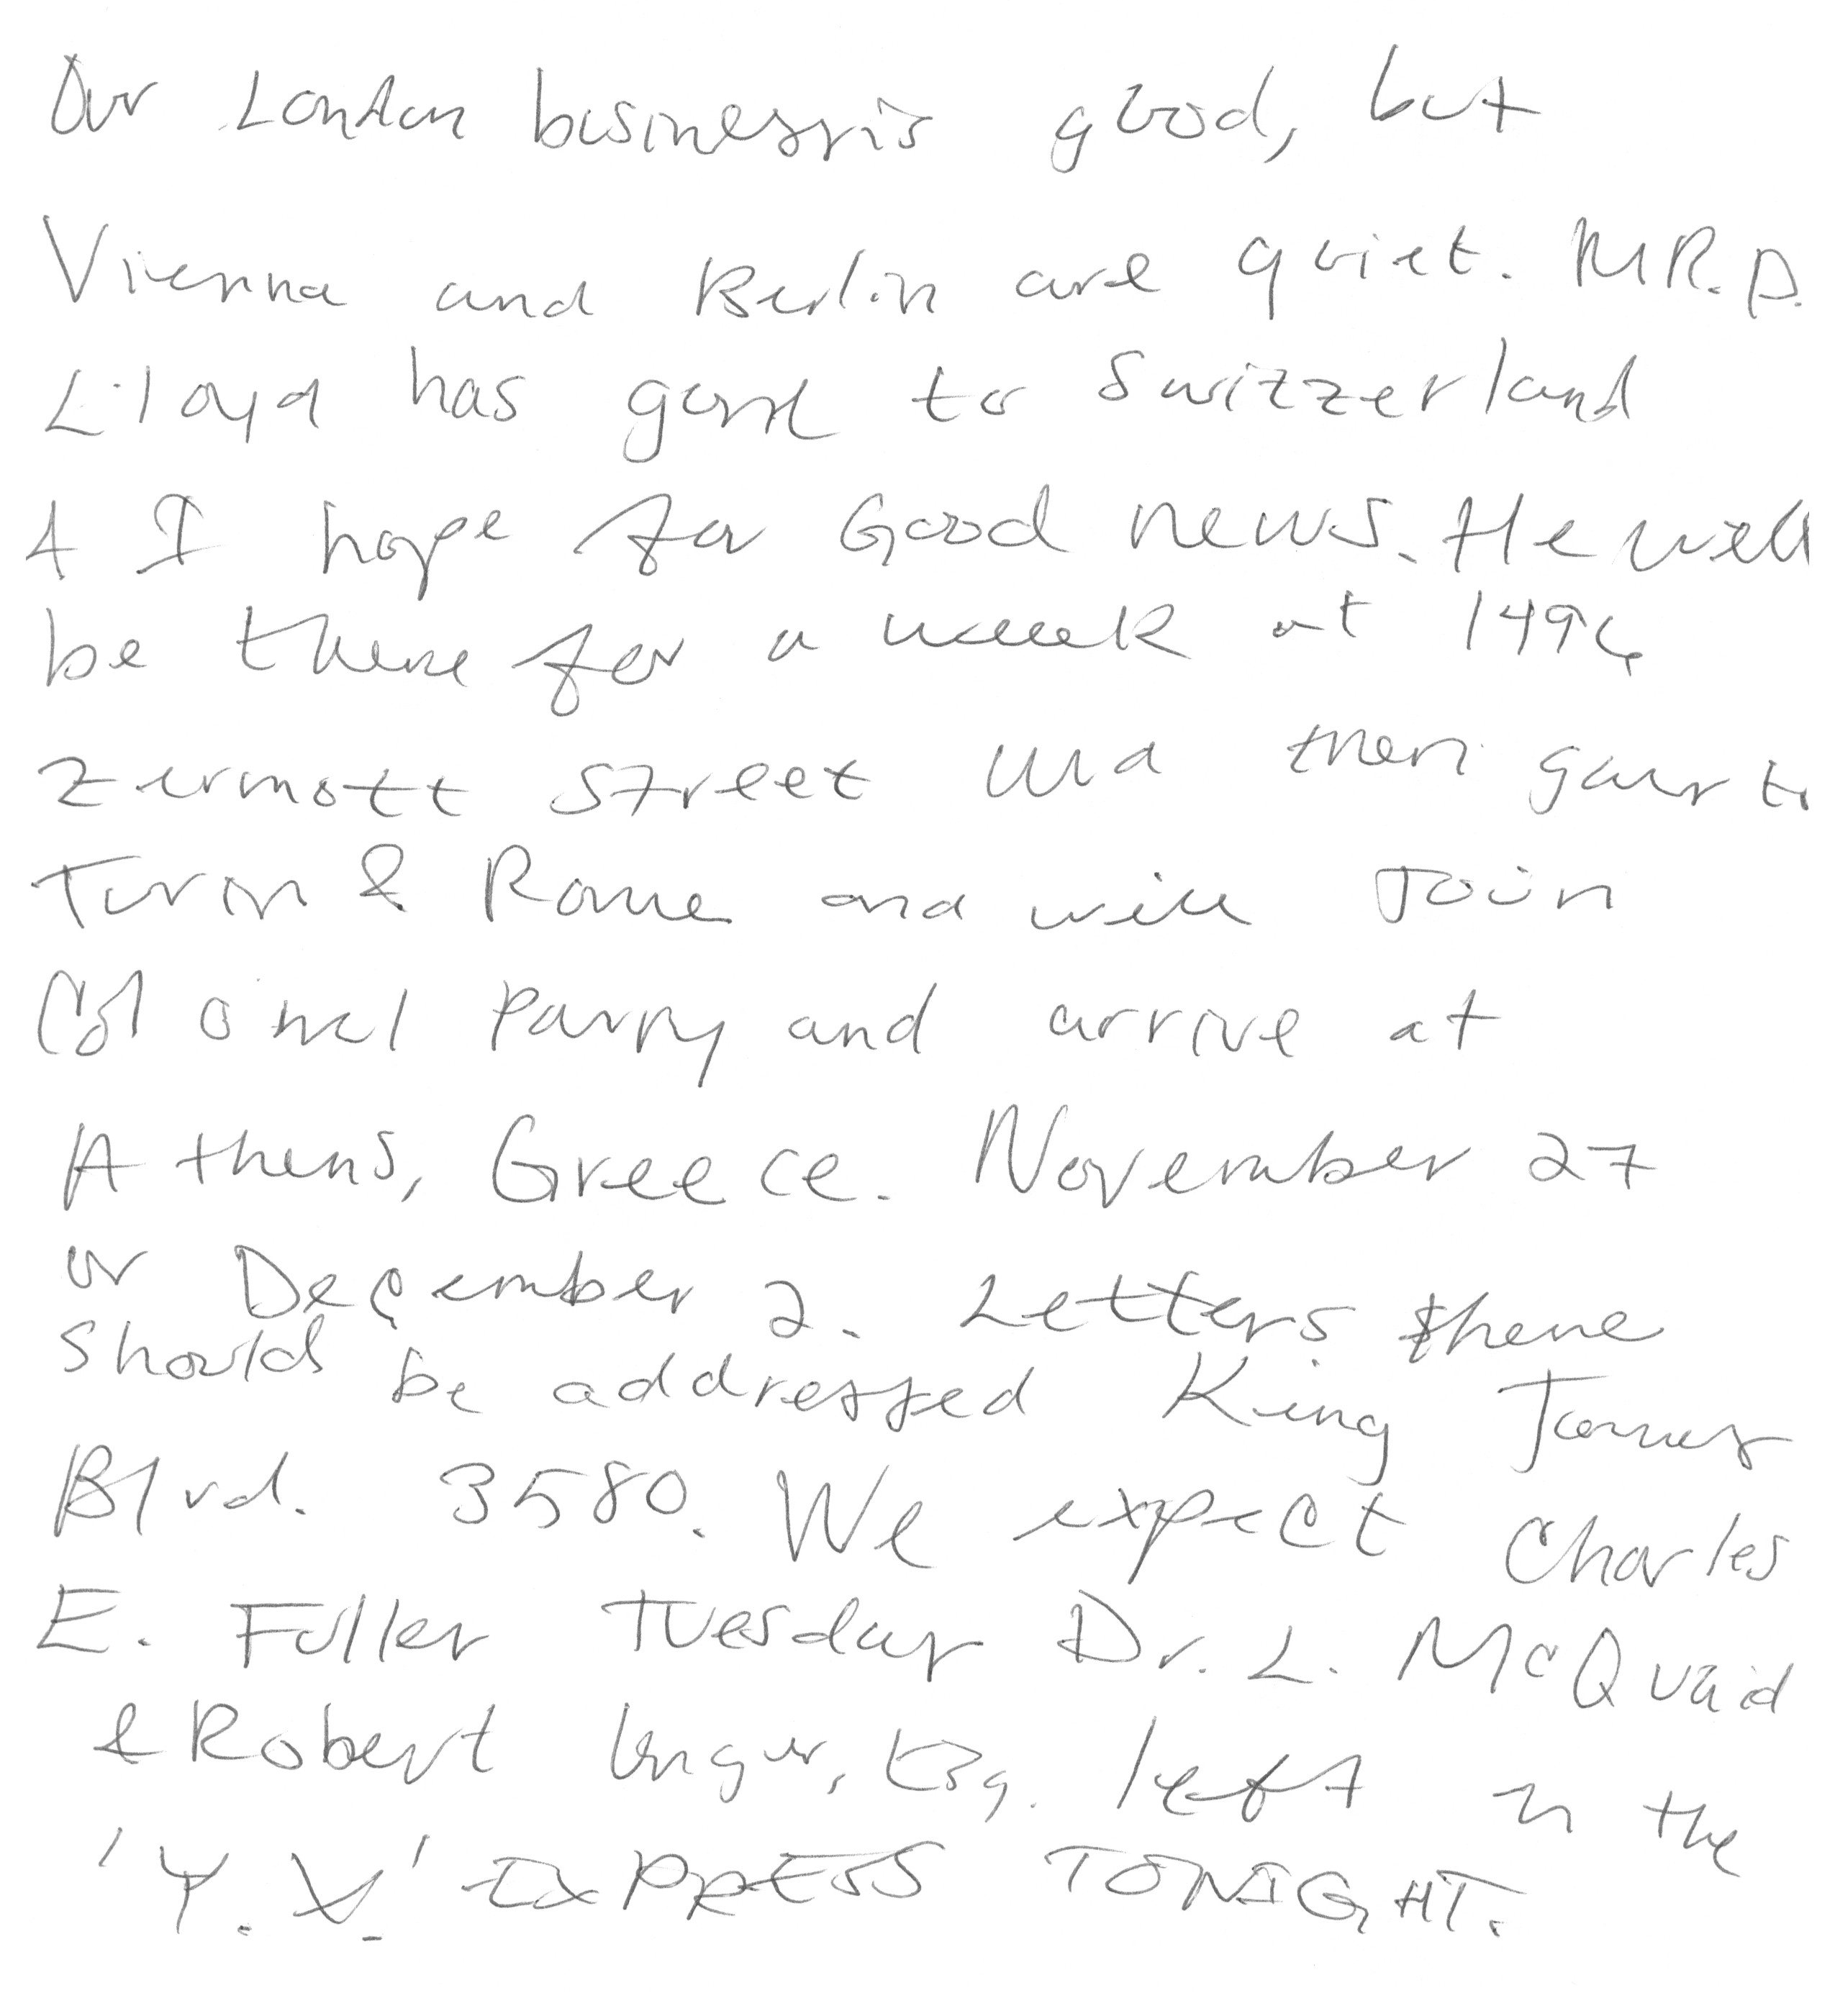 Our London business is good, but
Vienna and Berlin are quiet. MR. D.
Lloyd has gone to Switzerland
& I hope for Good news. He will
be there for a week at 1496
Zermott Street and then goes to
Turin & Rome and will Join
Colonel Parry and arrive at
Athens, Greece. November 27
or December 2. Letters there
should be addressed King James
Blvd. 3580. We expect Charles
E. Fuller Tuesday Dr. L. McQuaid
& Robert Unger, Esq. left on the
'Y. X.' EXPRESS TONIGHT.